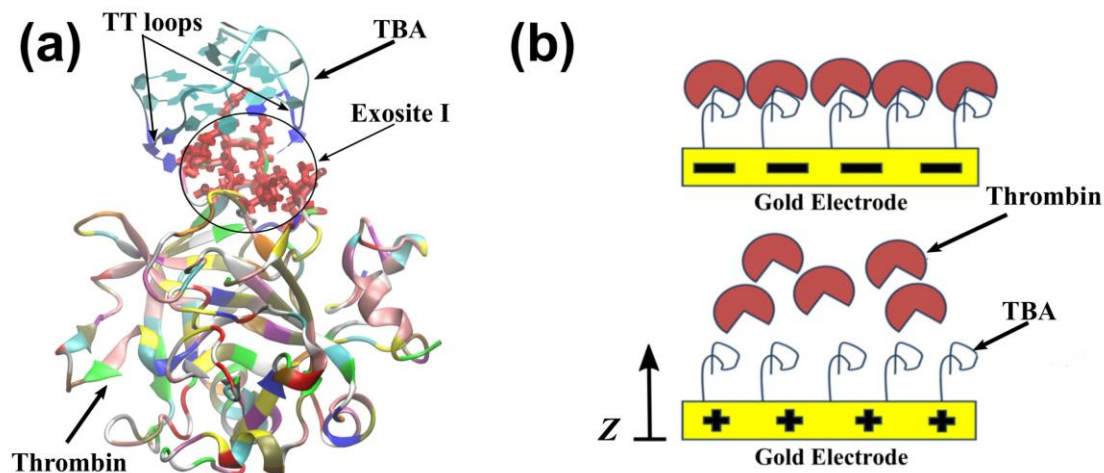 (a)
TT loops
TBA
Exosite I
Thrombin
(b)
Gold Electrode
Thrombin
TBA
Z
Gold Electrode